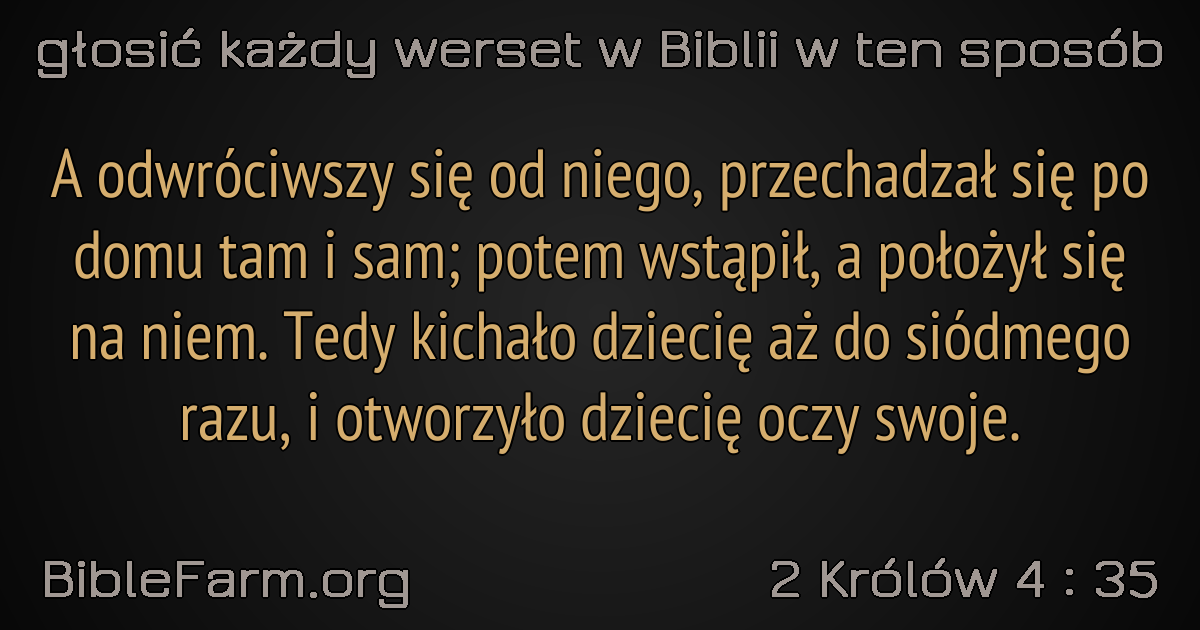 głosić każdy werset w Biblii w ten sposób
A odwróciwszy się od niego, przechadzał się po
domu tam i sam; potem wstąpił, a położył się
na niem. Tedy kichało dziecię aż do siódmego
razu, i otworzyło dziecię oczy swoje.
BibleFarm.org
2 Królów 4 : 35